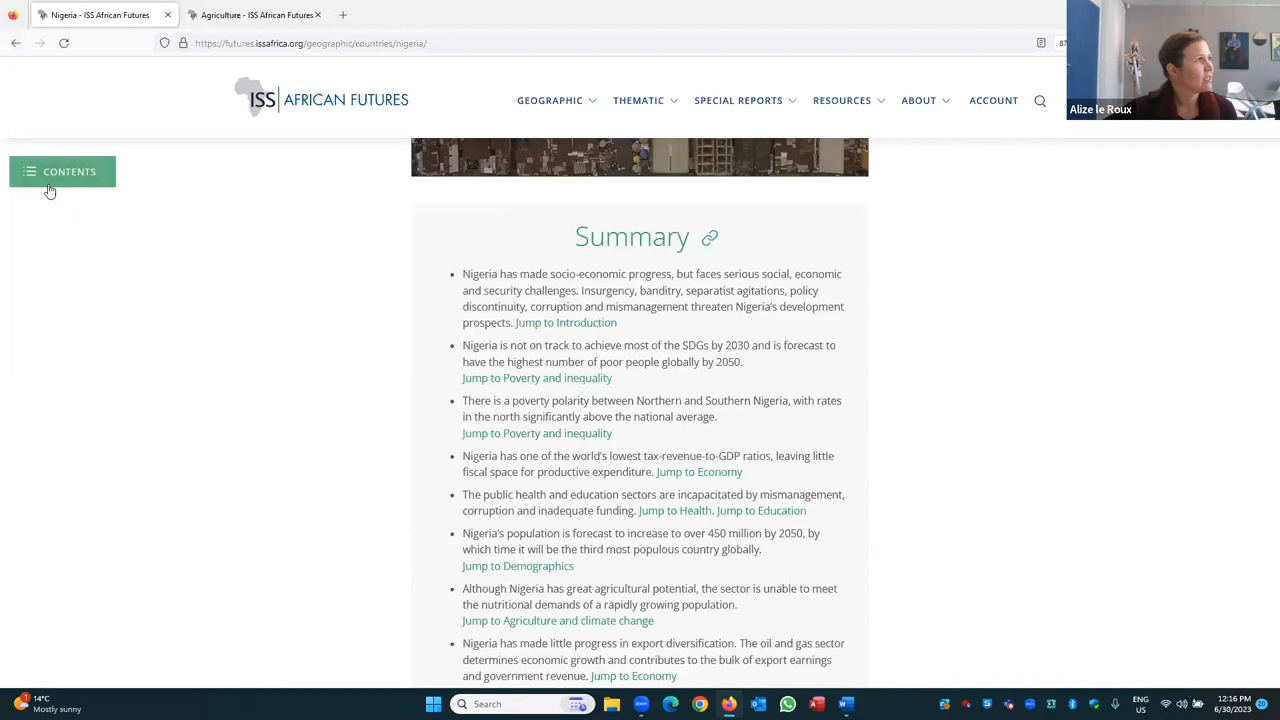 Nigeria - ISS African Futures
Agriculture - ISS African Futures
https://futures.issafrica.org/geographic/countries/nigeria/
ISS AFRICAN FUTURES
GEOGRAPHIC
THEMATIC
SPECIAL REPORTS
RESOURCES
ABOUT
ACCOUNT
Alize le Roux
CONTENTS
Summary
Nigeria has made socio-economic progress, but faces serious social, economic
and security challenges. Insurgency, banditry, separatist agitations, policy
discontinuity, corruption and mismanagement threaten Nigeria's development
prospects. Jump to Introduction
Nigeria is not on track to achieve most of the SDGs by 2030 and is forecast to
have the highest number of poor people globally by 2050.
Jump to Poverty and inequality
There is a poverty polarity between Northern and Southern Nigeria, with rates
in the north significantly above the national average.
Jump to Poverty and inequality
Nigeria has one of the world's lowest tax-revenue-to-GDP ratios, leaving little
fiscal space for productive expenditure. Jump to Economy
The public health and education sectors are incapacitated by mismanagement,
corruption and inadequate funding. Jump to Health. Jump to Education
Nigeria's population is forecast to increase to over 450 million by 2050, by
which time it will be the third most populous country globally.
Jump to Demographics
Although Nigeria has great agricultural potential, the sector is unable to meet
the nutritional demands of a rapidly growing population.
Jump to Agriculture and climate change
Nigeria has made little progress in export diversification. The oil and gas sector
determines economic growth and contributes to the bulk of export earnings
and government revenue. Jump to Economy
1
14°C
Mostly sunny
Search
ENG
US
12:16 PM
6/30/2023
20